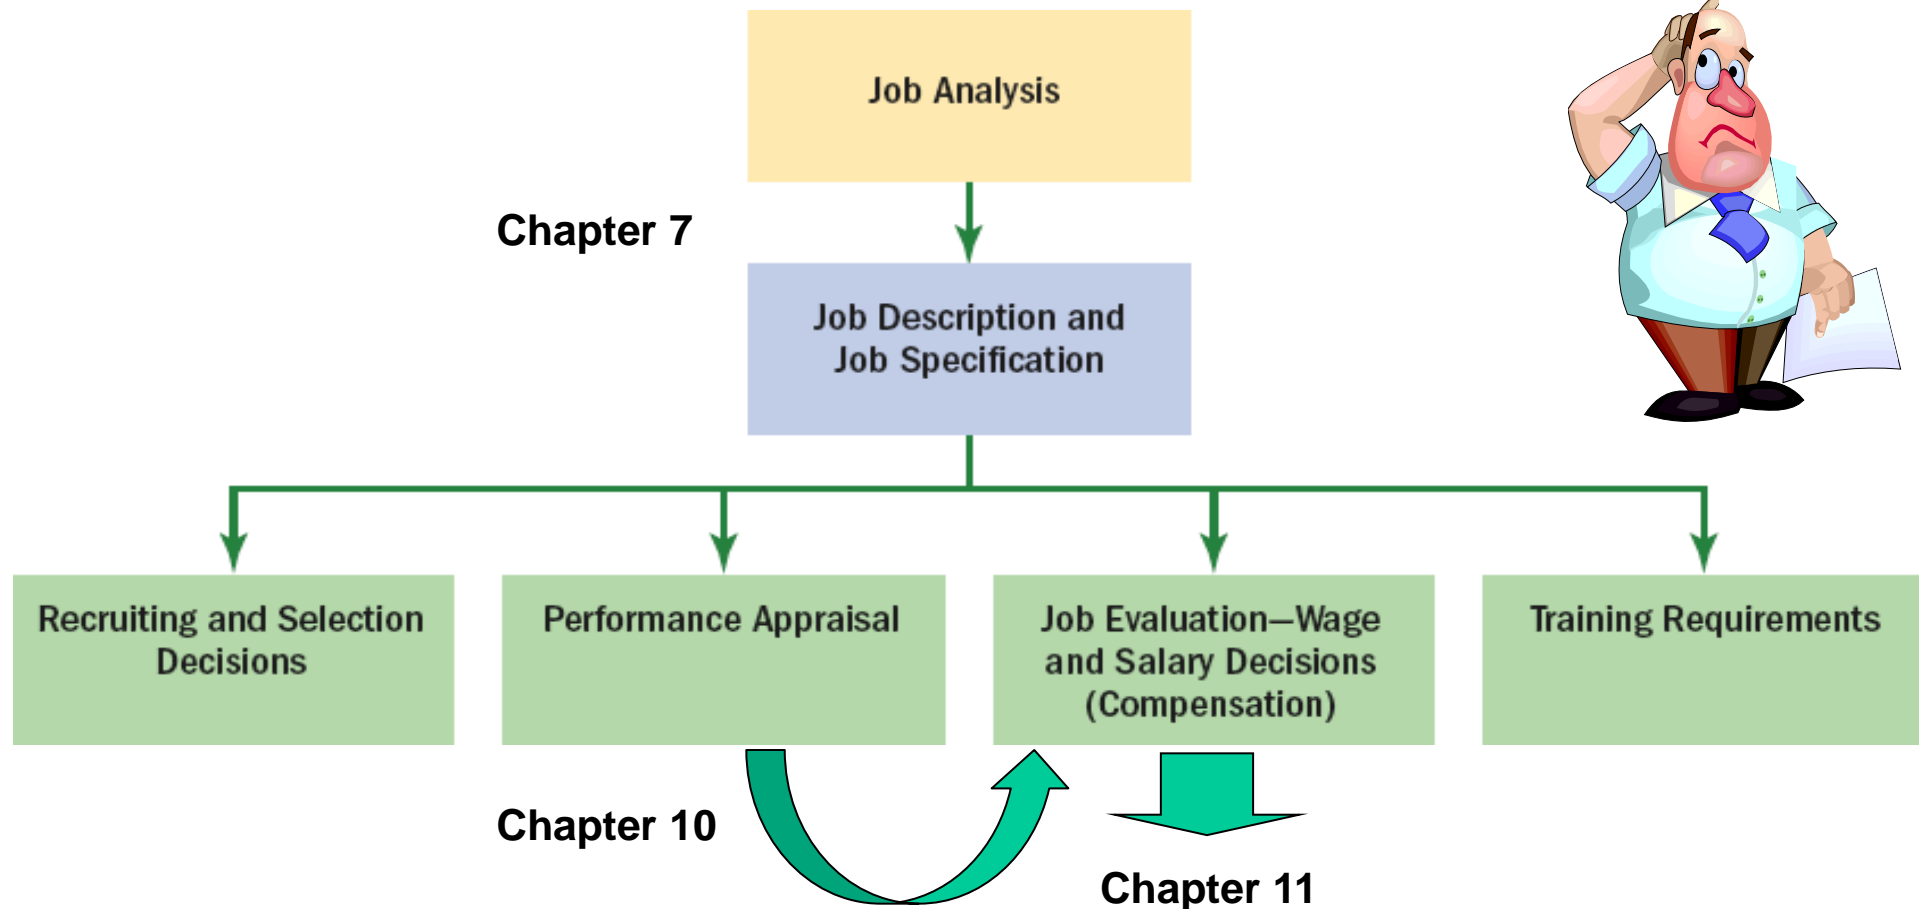 Job Analysis
Chapter 7
Job Description and
Job Specification
Recruiting and Selection
Decisions
Performance Appraisal
Job Evaluation—Wage
and Salary Decisions
(Compensation)
Training Requirements
Chapter 10
Chapter 11